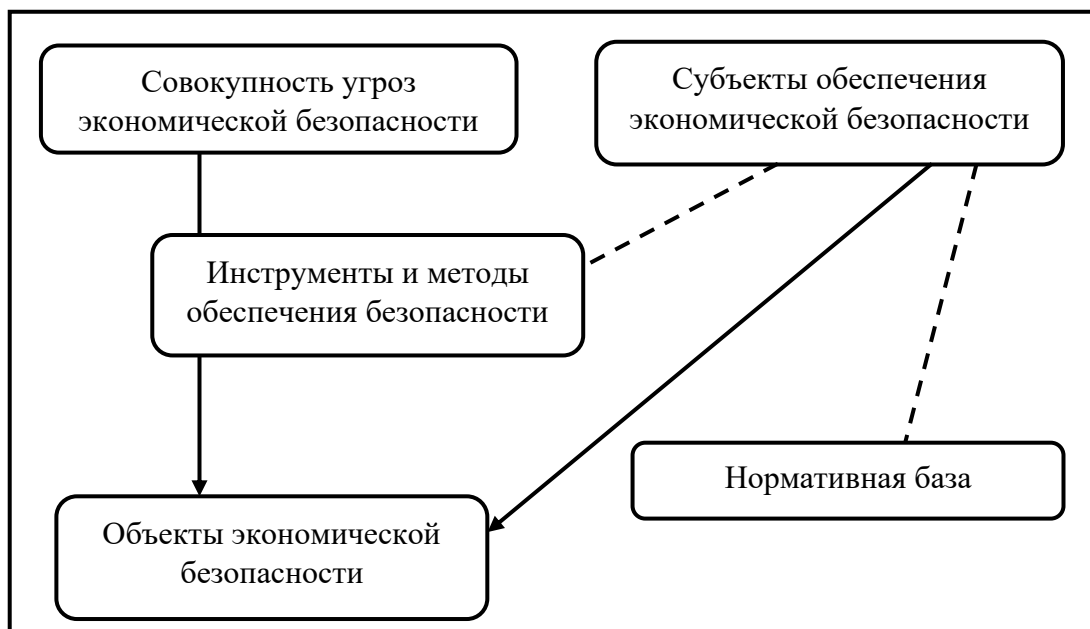 Совокупность угроз
экономической безопасности
Субъекты обеспечения
экономической безопасности
Инструменты и методы
обеспечения безопасности
Нормативная база
Объекты экономической
безопасности